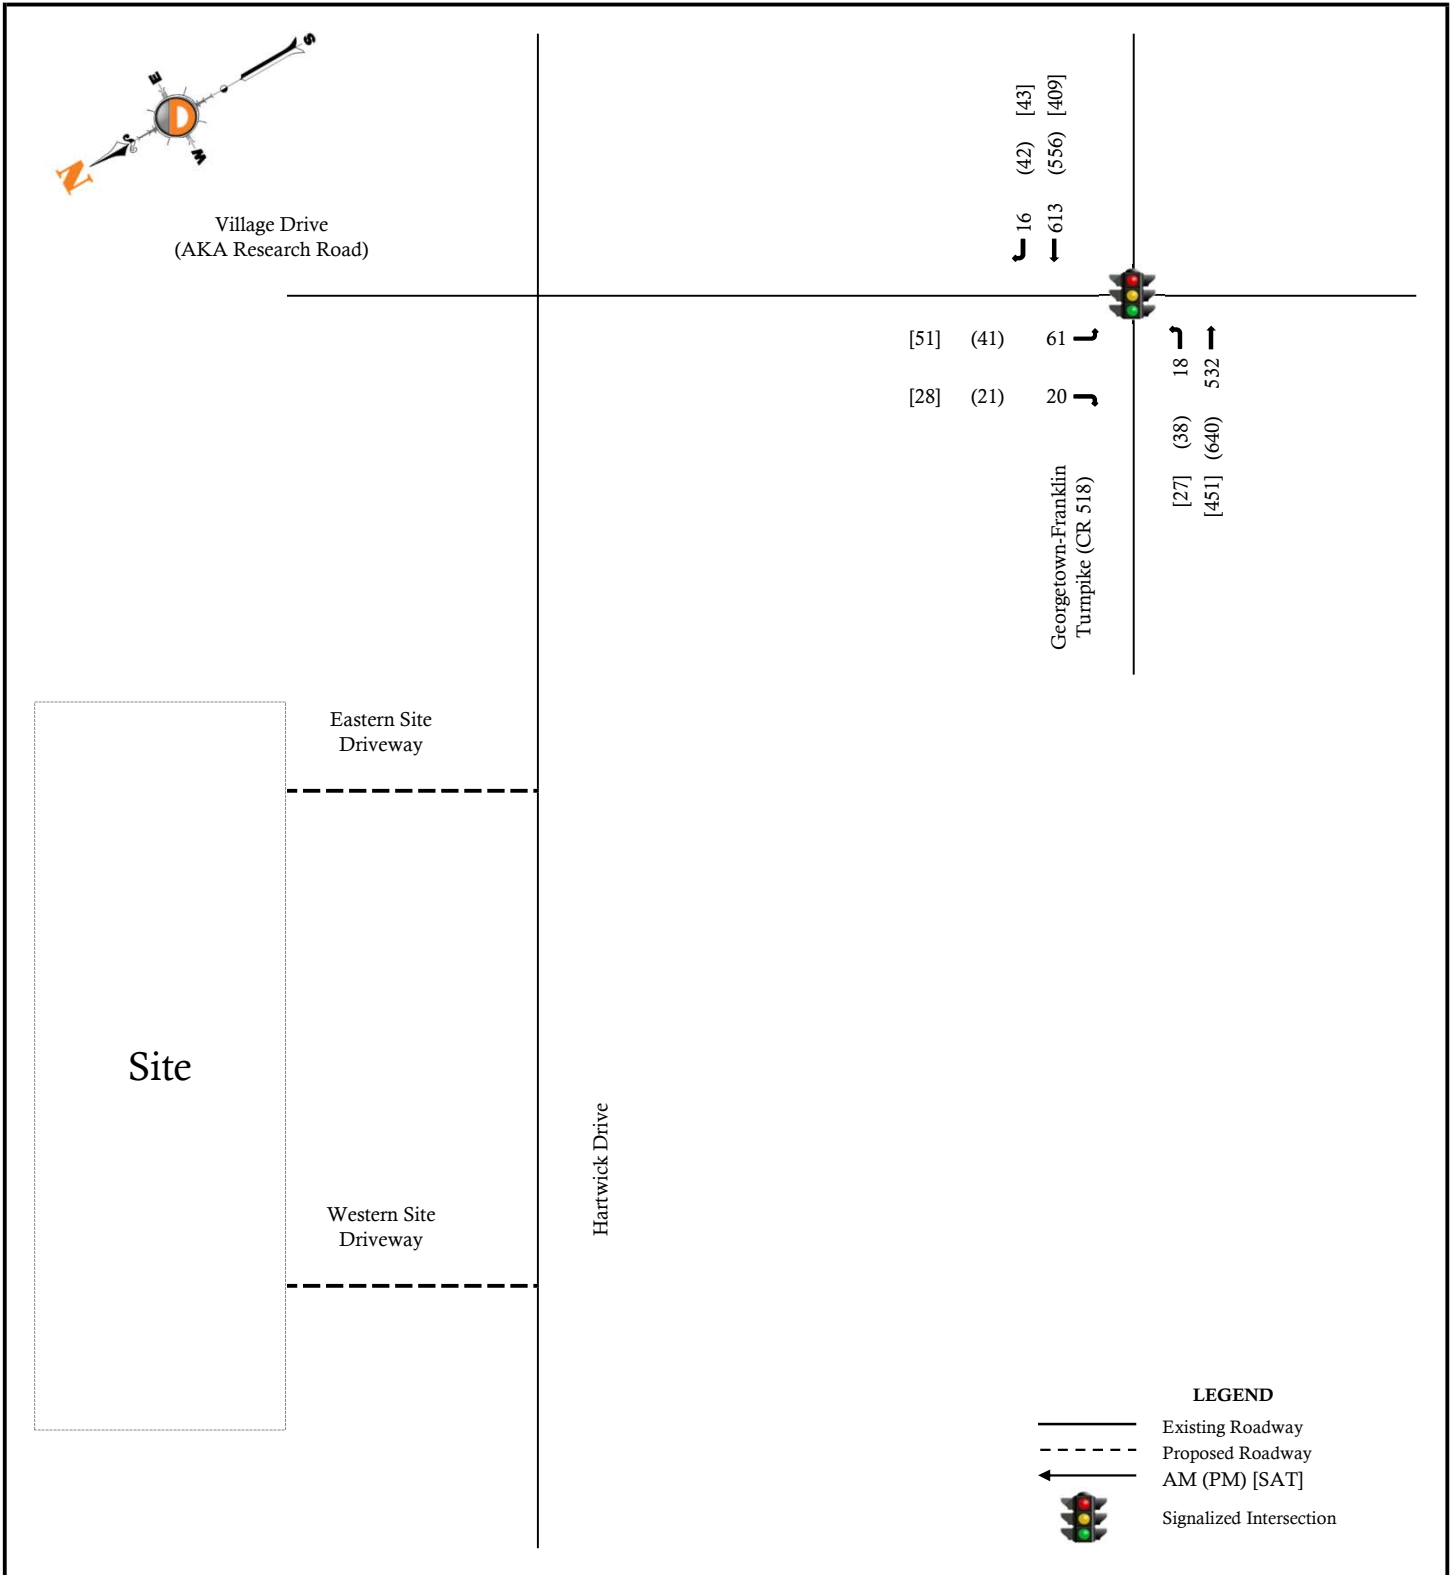 S
E
W
N
D
Village Drive
(AKA Research Road)
16 (42) [43]
613 (556) [409]
[51] (41) 61
[28] (21) 20
[27] (38) 18
[451] (640) 532
Georgetown-Franklin
Turnpike (CR 518)
Eastern Site
Driveway
Site
Hartwick Drive
Western Site
Driveway
LEGEND
Existing Roadway
Proposed Roadway
AM (PM) [SAT]
Signalized Intersection